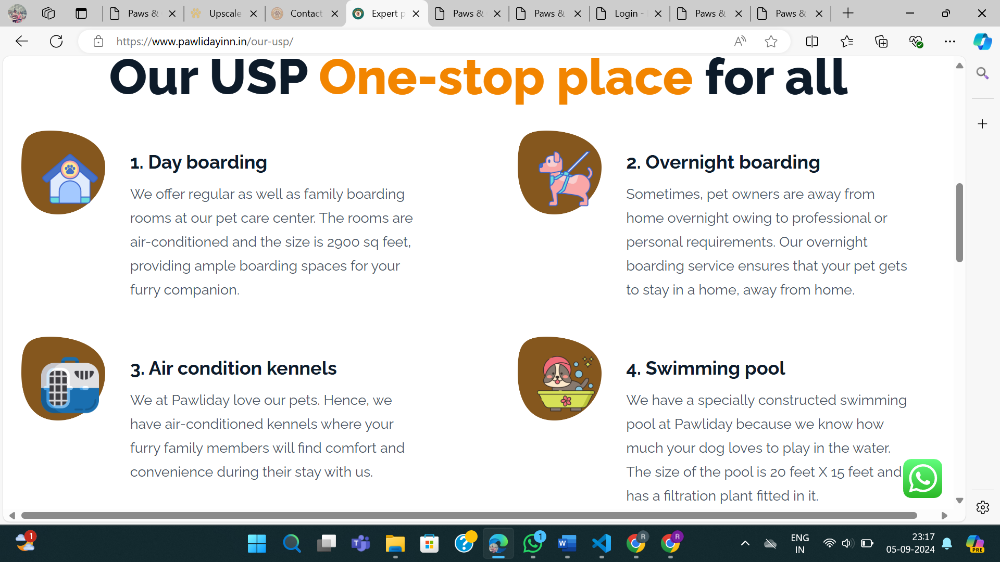 Paws &
Upscale
Contact
Expert p
Paws &
Paws &
Login -
Paws &
Paws &
https://www.pawlidayinn.in/our-usp/
Our USP One-stop place for all
1. Day boarding
We offer regular as well as family boarding
rooms at our pet care center. The rooms are
air-conditioned and the size is 2900 sq feet,
providing ample boarding spaces for your
furry companion.
2. Overnight boarding
Sometimes, pet owners are away from
home overnight owing to professional or
personal requirements. Our overnight
boarding service ensures that your pet gets
to stay in a home, away from home.
3. Air condition kennels
We at Pawliday love our pets. Hence, we
have air-conditioned kennels where your
furry family members will find comfort and
convenience during their stay with us.
4. Swimming pool
We have a specially constructed swimming
pool at Pawliday because we know how
much your dog loves to play in the water.
The size of the pool is 20 feet X 15 feet and
has a filtration plant fitted in it.
1
1
R
R
ENG
IN
23:17
05-09-2024
PRE